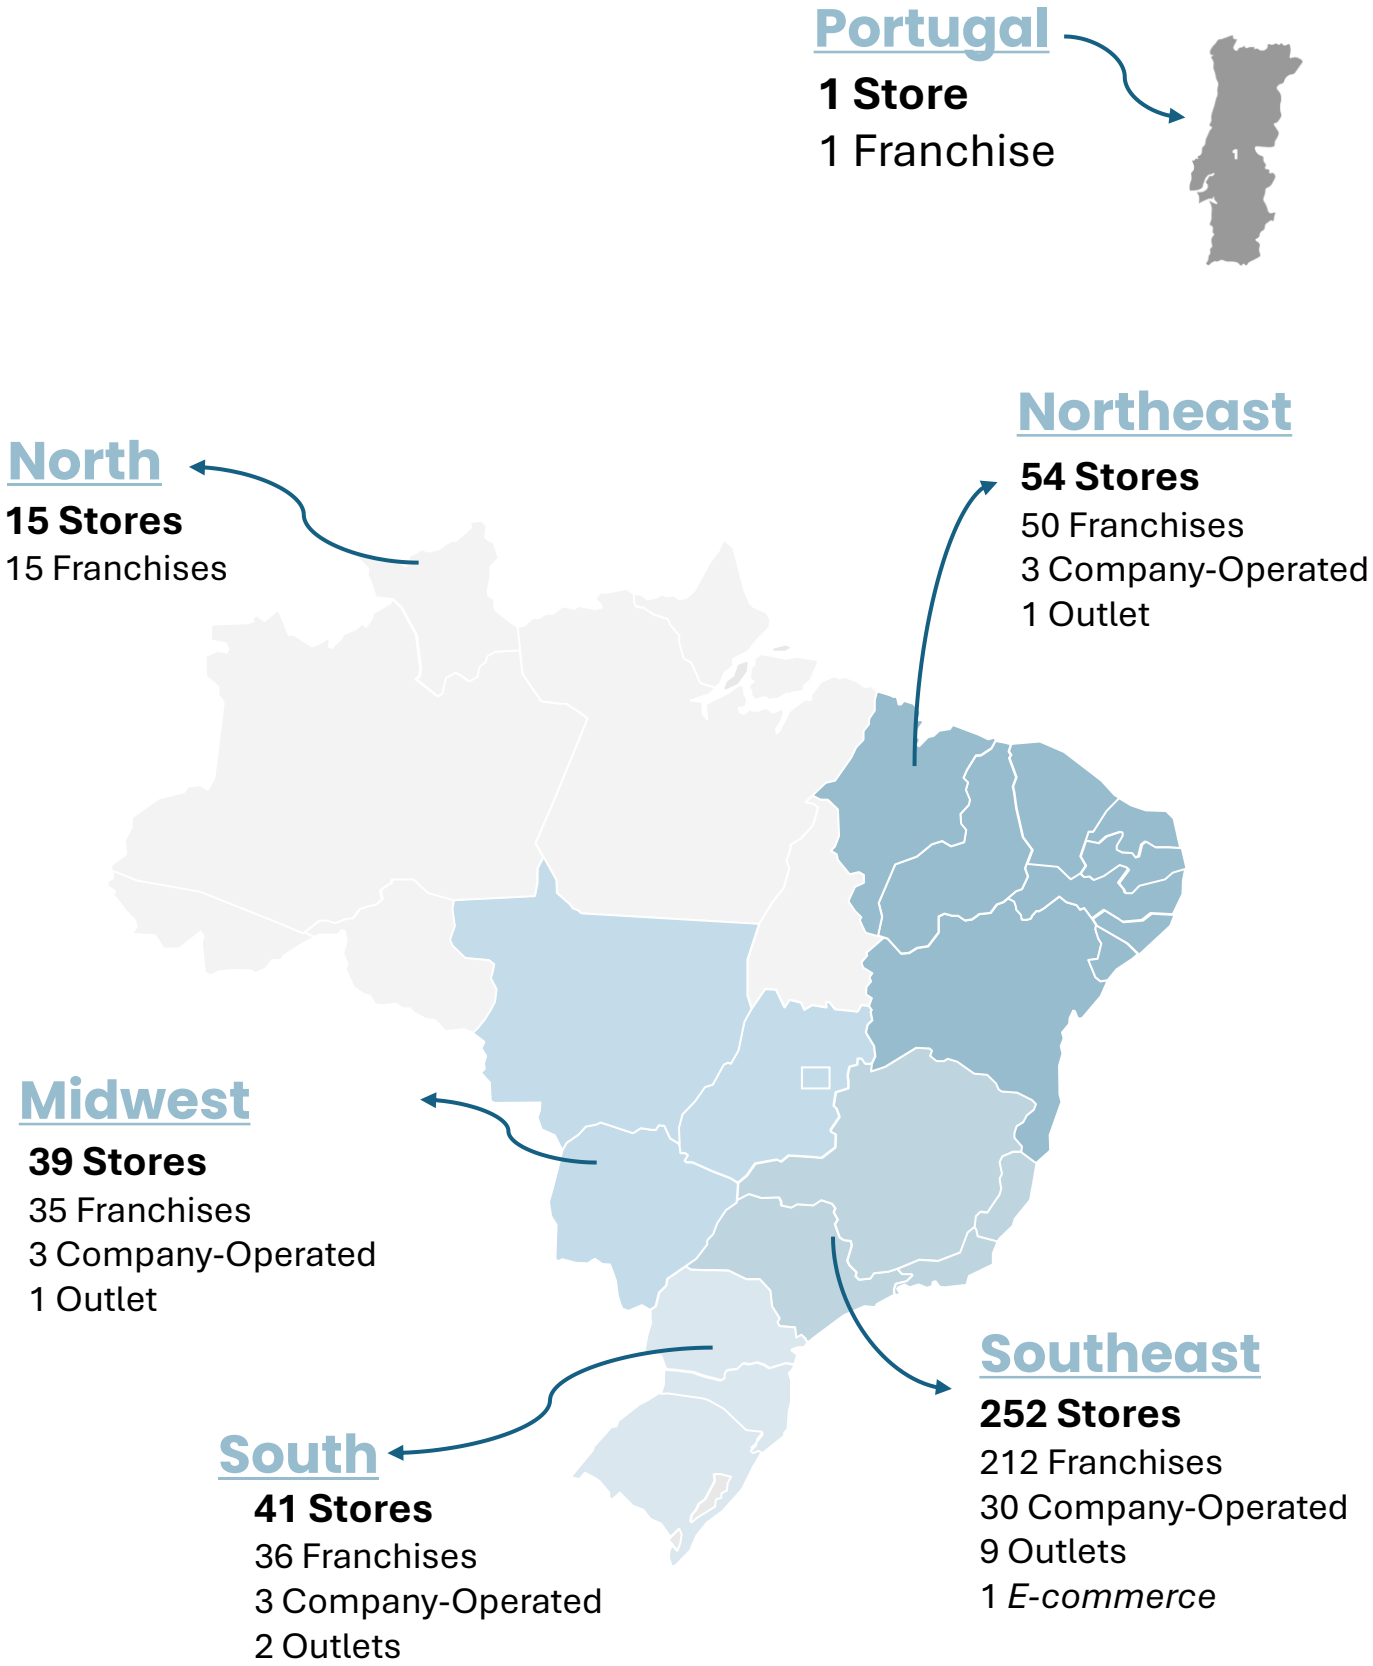 Portugal
1 Store
1 Franchise
Northeast
54 Stores
50 Franchises
3 Company-Operated
1 Outlet
North
15 Stores
15 Franchises
Midwest
39 Stores
35 Franchises
3 Company-Operated
1 Outlet
Southeast
252 Stores
212 Franchises
30 Company-Operated
9 Outlets
1 E-commerce
South
41 Stores
36 Franchises
3 Company-Operated
2 Outlets